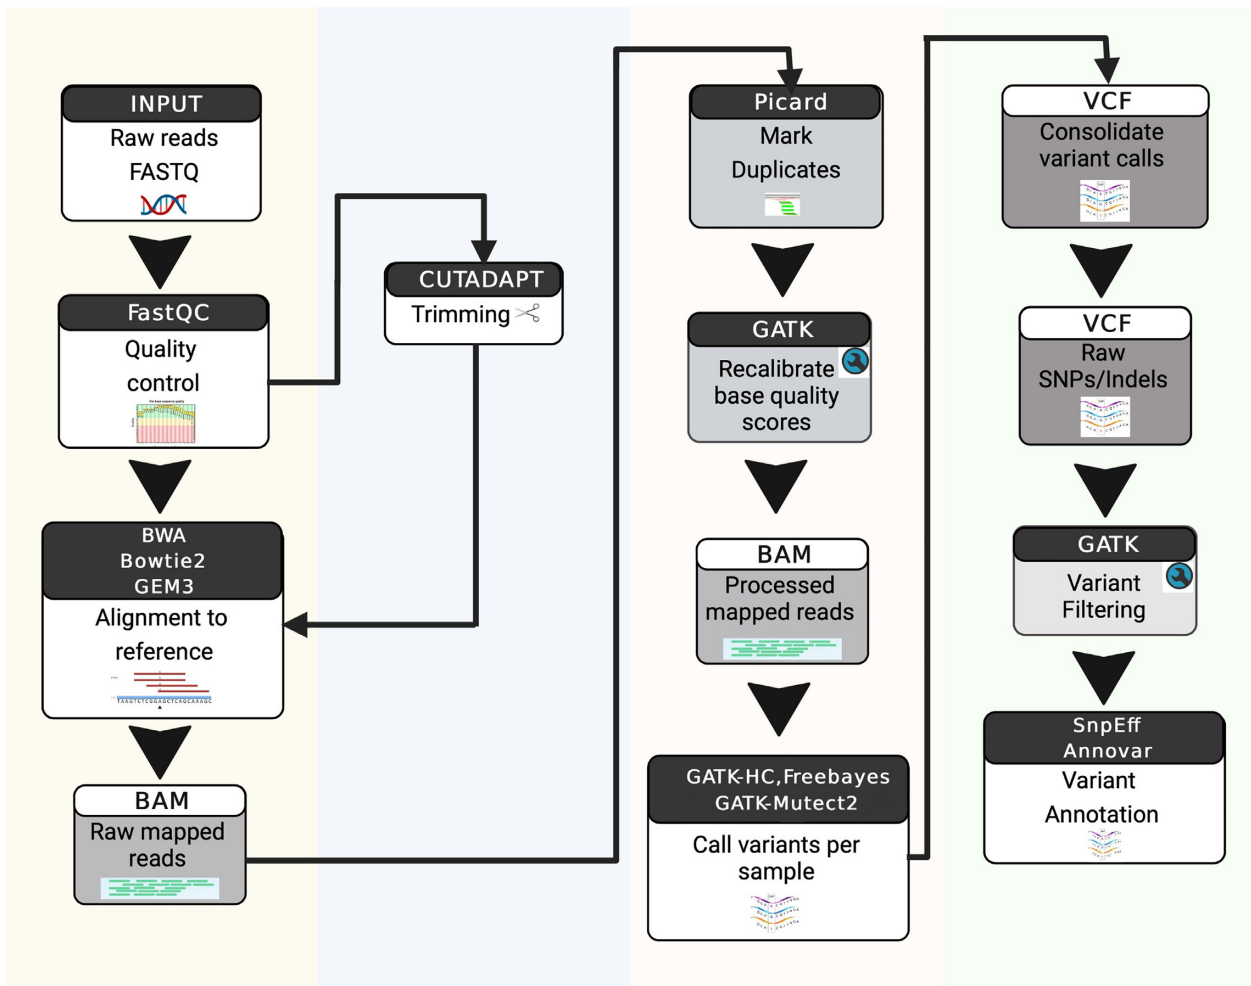 INPUT
Raw reads
FASTQ
FastQC
Quality
control
BWA
Bowtie2
GEM3
Alignment to
reference
TAAGTCTCGGAGCTCAGCAAAGC
BAM
Raw mapped
reads
CUTADAPT
Trimming
Picard
Mark
Duplicates
GATK
Recalibrate
base quality
scores
BAM
Processed
mapped reads
GATK-HC,Freebayes
GATK-Mutect2
Call variants per
sample
VCF
Consolidate
variant calls
VCF
Raw
SNPs/Indels
GATK
Variant
Filtering
SnpEff
Annovar
Variant
Annotation